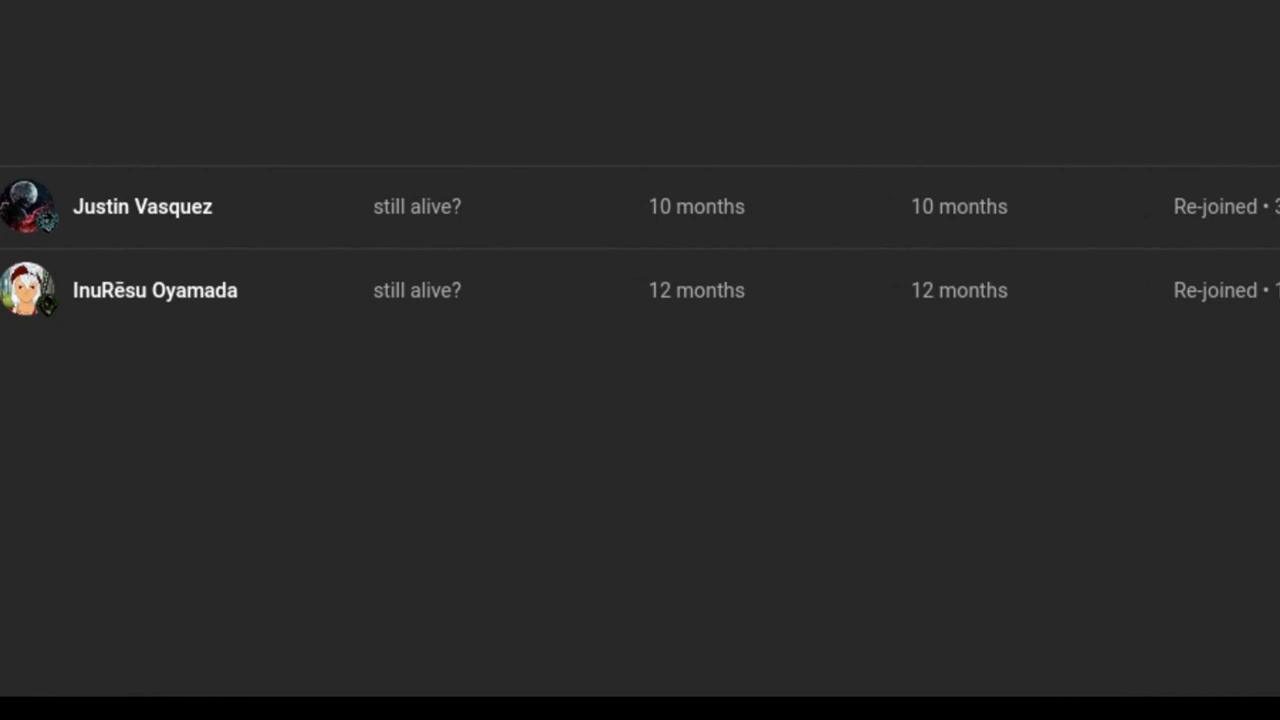 Justin Vasquez still alive? 10 months 10 months Re-joined •
InuRēsu Oyamada still alive? 12 months 12 months Re-joined •